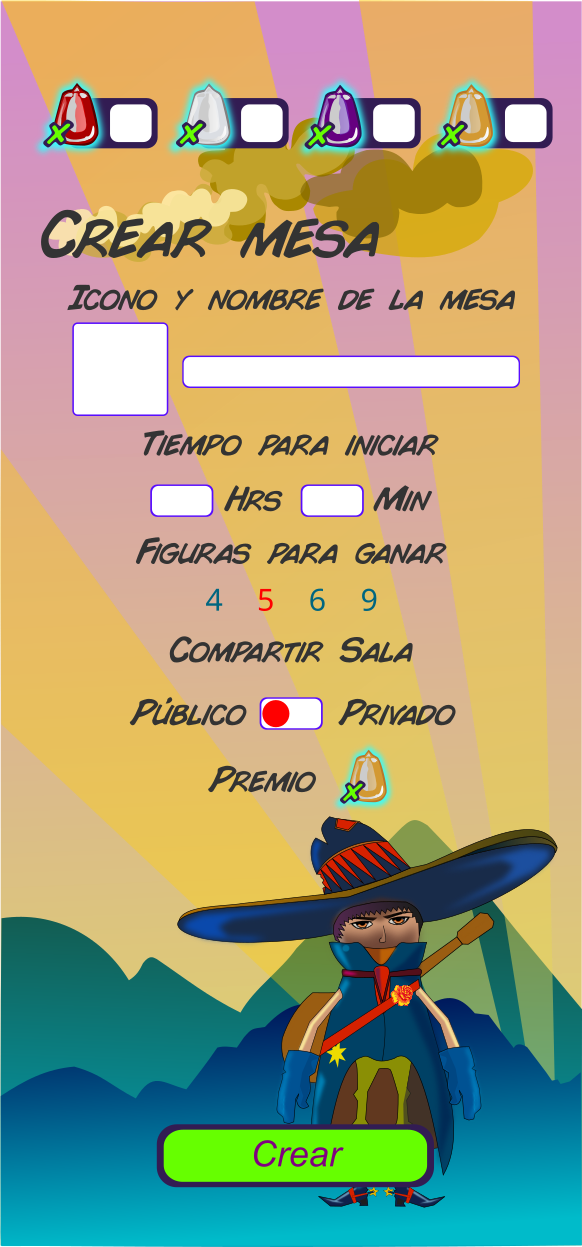 Crear mesa
Icono y nombre de la mesa
Tiempo para iniciar
Hrs Min
Figuras para ganar
4 5 6 9
Compartir Sala
Público Privado
Premio
Crear